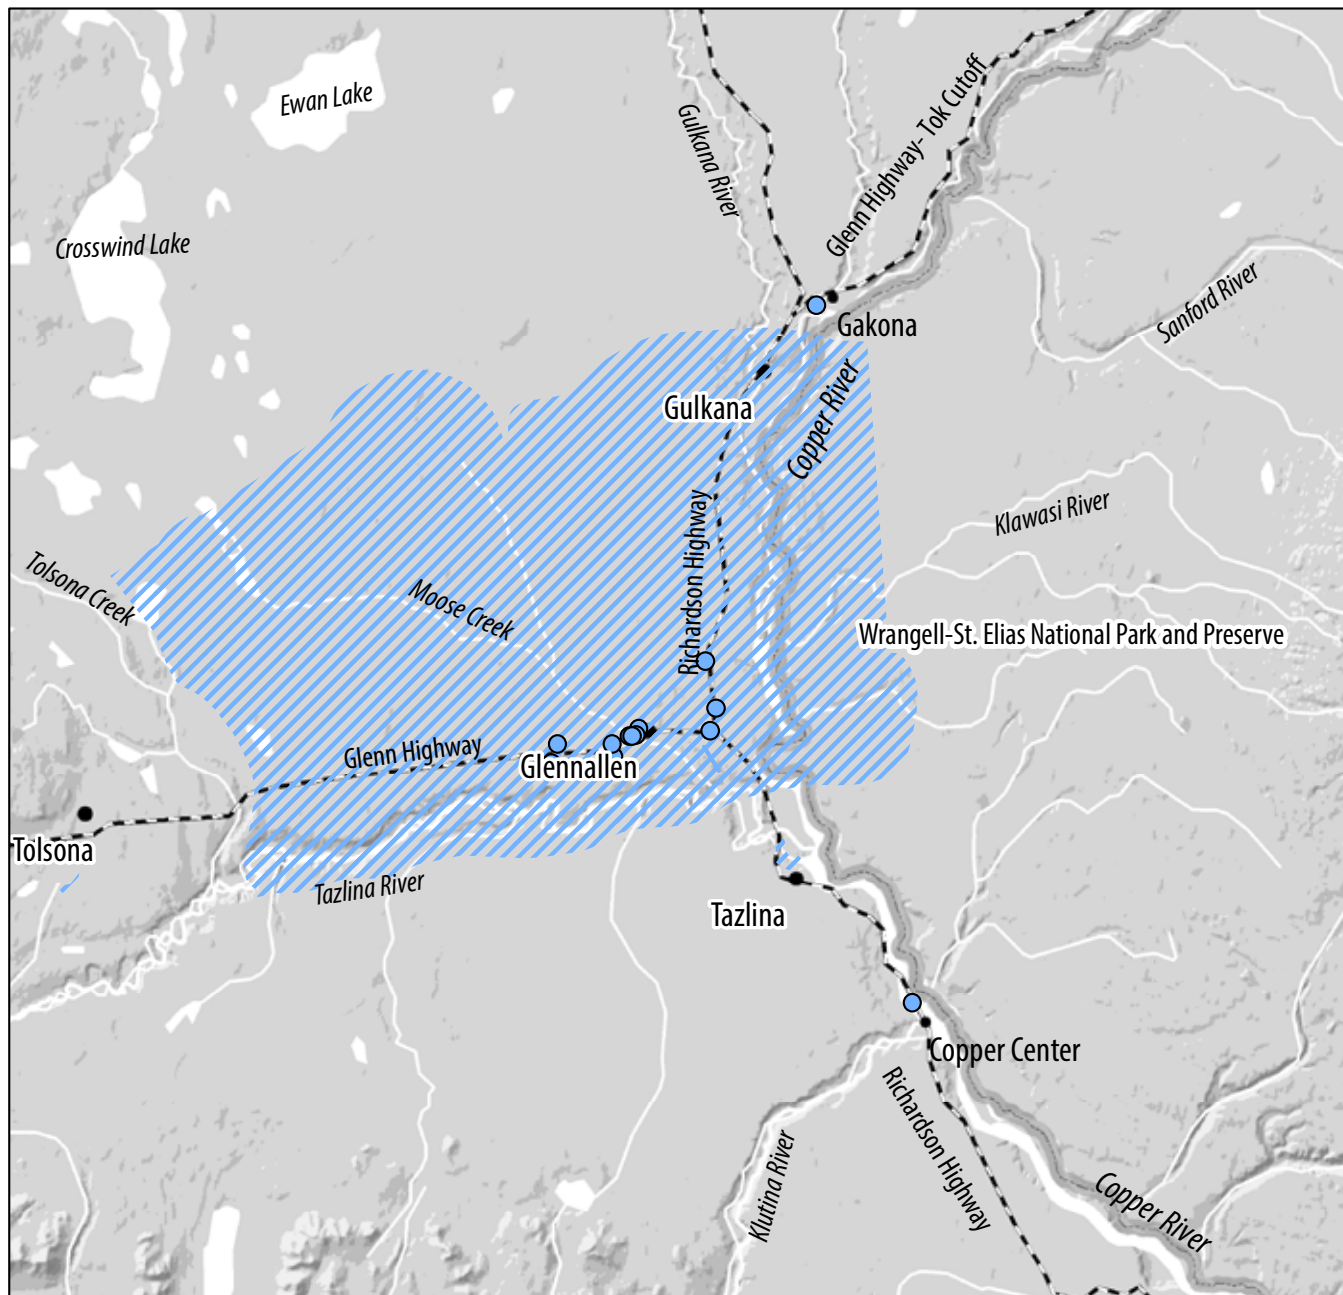 Ewan Lake
Gulkana River
Glenn Highway- Tok Cutoff
Crosswind Lake
Sanford River
Gakona
Gulkana
Copper River
Klawasi River
Richardson Highway
Tolsona Creek
Moose Creek
Wrangell-St. Elias National Park and Preserve
Glenn Highway
Glennallen
Tolsona
Tazlina River
Tazlina
Copper Center
Richardson Highway
Klutina River
Copper River